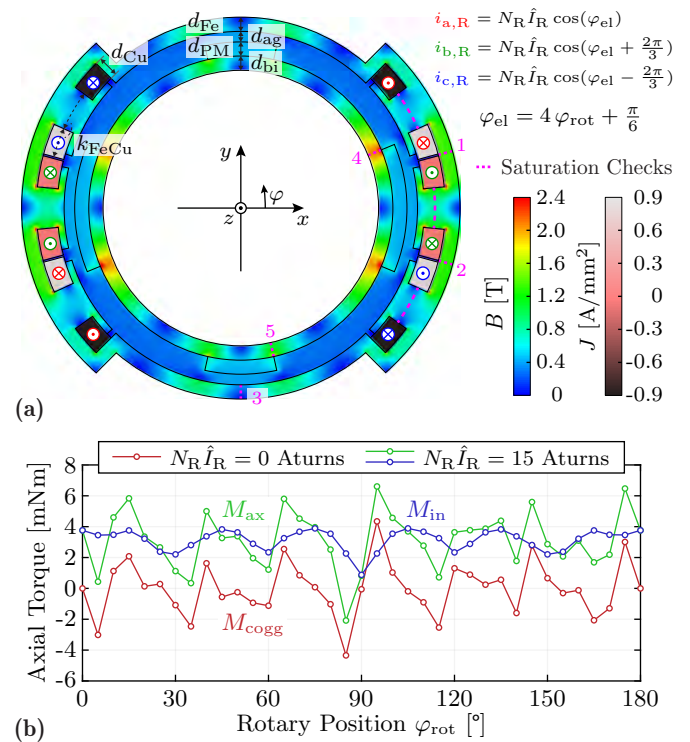 d_Fe
d_ag
d_PM
d_bi
d_Cu
k_FeCu
i_a,R = N_R Î_R cos(φ_el)
i_b,R = N_R Î_R cos(φ_el + 2π/3)
i_c,R = N_R Î_R cos(φ_el − 2π/3)
φ_el = 4 φ_rot + π/6
1
Saturation Checks
4
y
φ
z
x
2
5
3
B [T]
2.4
2.0
1.6
1.2
0.8
0.4
0
J [A/mm²]
0.9
0.6
0.3
0
-0.3
-0.6
-0.9
(a)
N_R Î_R = 0 Aturns
N_R Î_R = 15 Aturns
M_ax
M_in
M_cogg
Axial Torque [mNm]
8
6
4
2
0
-2
-4
-6
0
30
60
90
120
150
180
Rotary Position φ_rot [°]
(b)